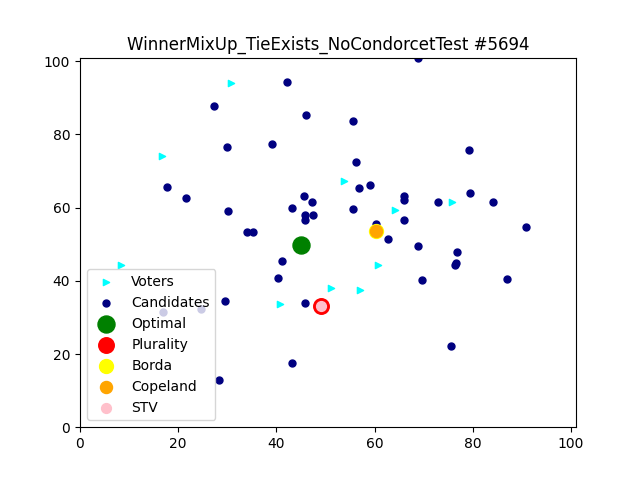 WinnerMixUp_TieExists_NoCondorcetTest #5694
100
80
60
40
20
0
Voters
Candidates
Optimal
Plurality
Borda
Copeland
STV
0 20 40 60 80 100